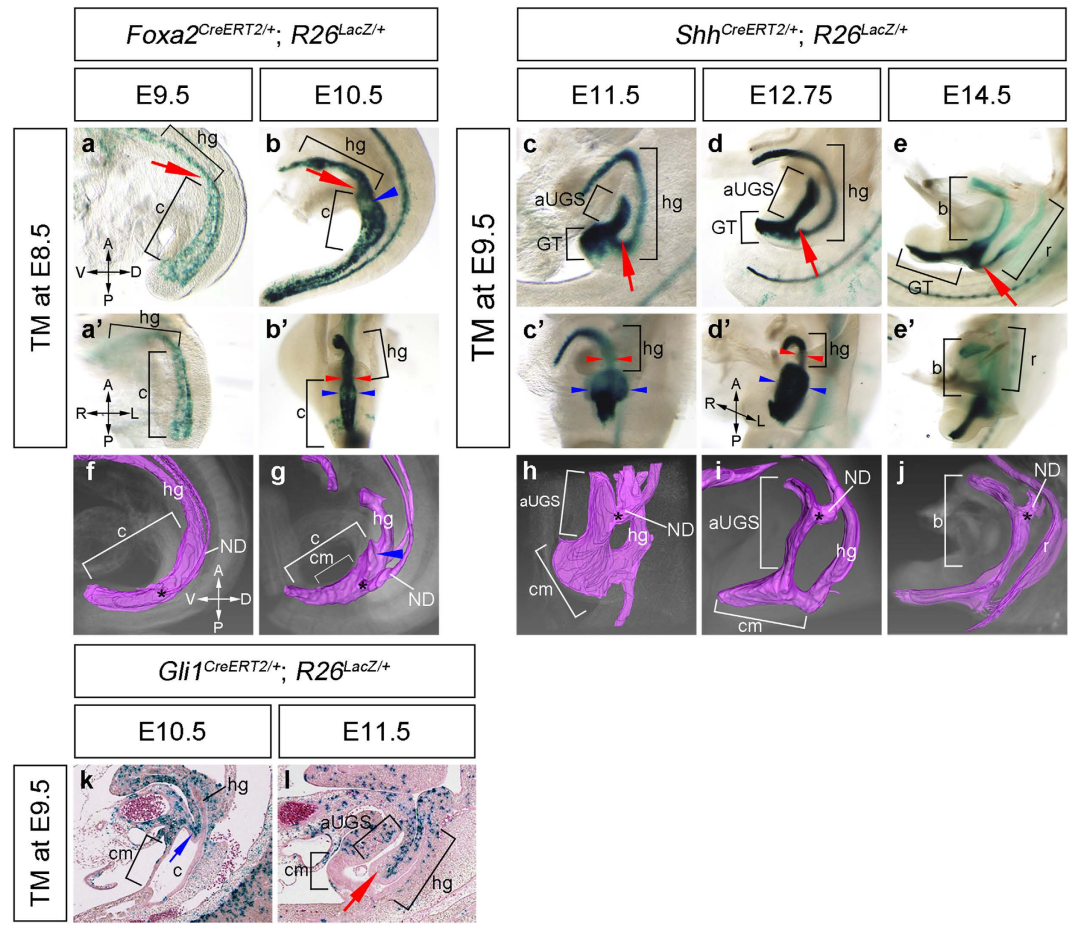 Foxa2CreERT2/+; R26LacZ/+
Shh CreERT2/+; R26LacZ/+
E9.5
E10.5
E11.5
E12.75
E14.5
TM at E8.5
a
hg
c
A
V D
P
b
hg
c
TM at E9.5
c
aUGS
hg
GT
d
aUGS
hg
GT
e
b
r
GT
a’
hg
c
A
R L
P
b’
hg
c
c’
hg
d’
hg
A
R
L
P
e’
b
r
f
hg
c
ND
*
A
V D
P
g
hg
c
cm
*
ND
h
aUGS
*
ND
hg
cm
i
ND
aUGS
*
hg
cm
j
ND
b
*
r
Gli1CreERT2/+; R26LacZ/+
E10.5
E11.5
TM at E9.5
k
hg
cm
c
l
aUGS
cm
hg